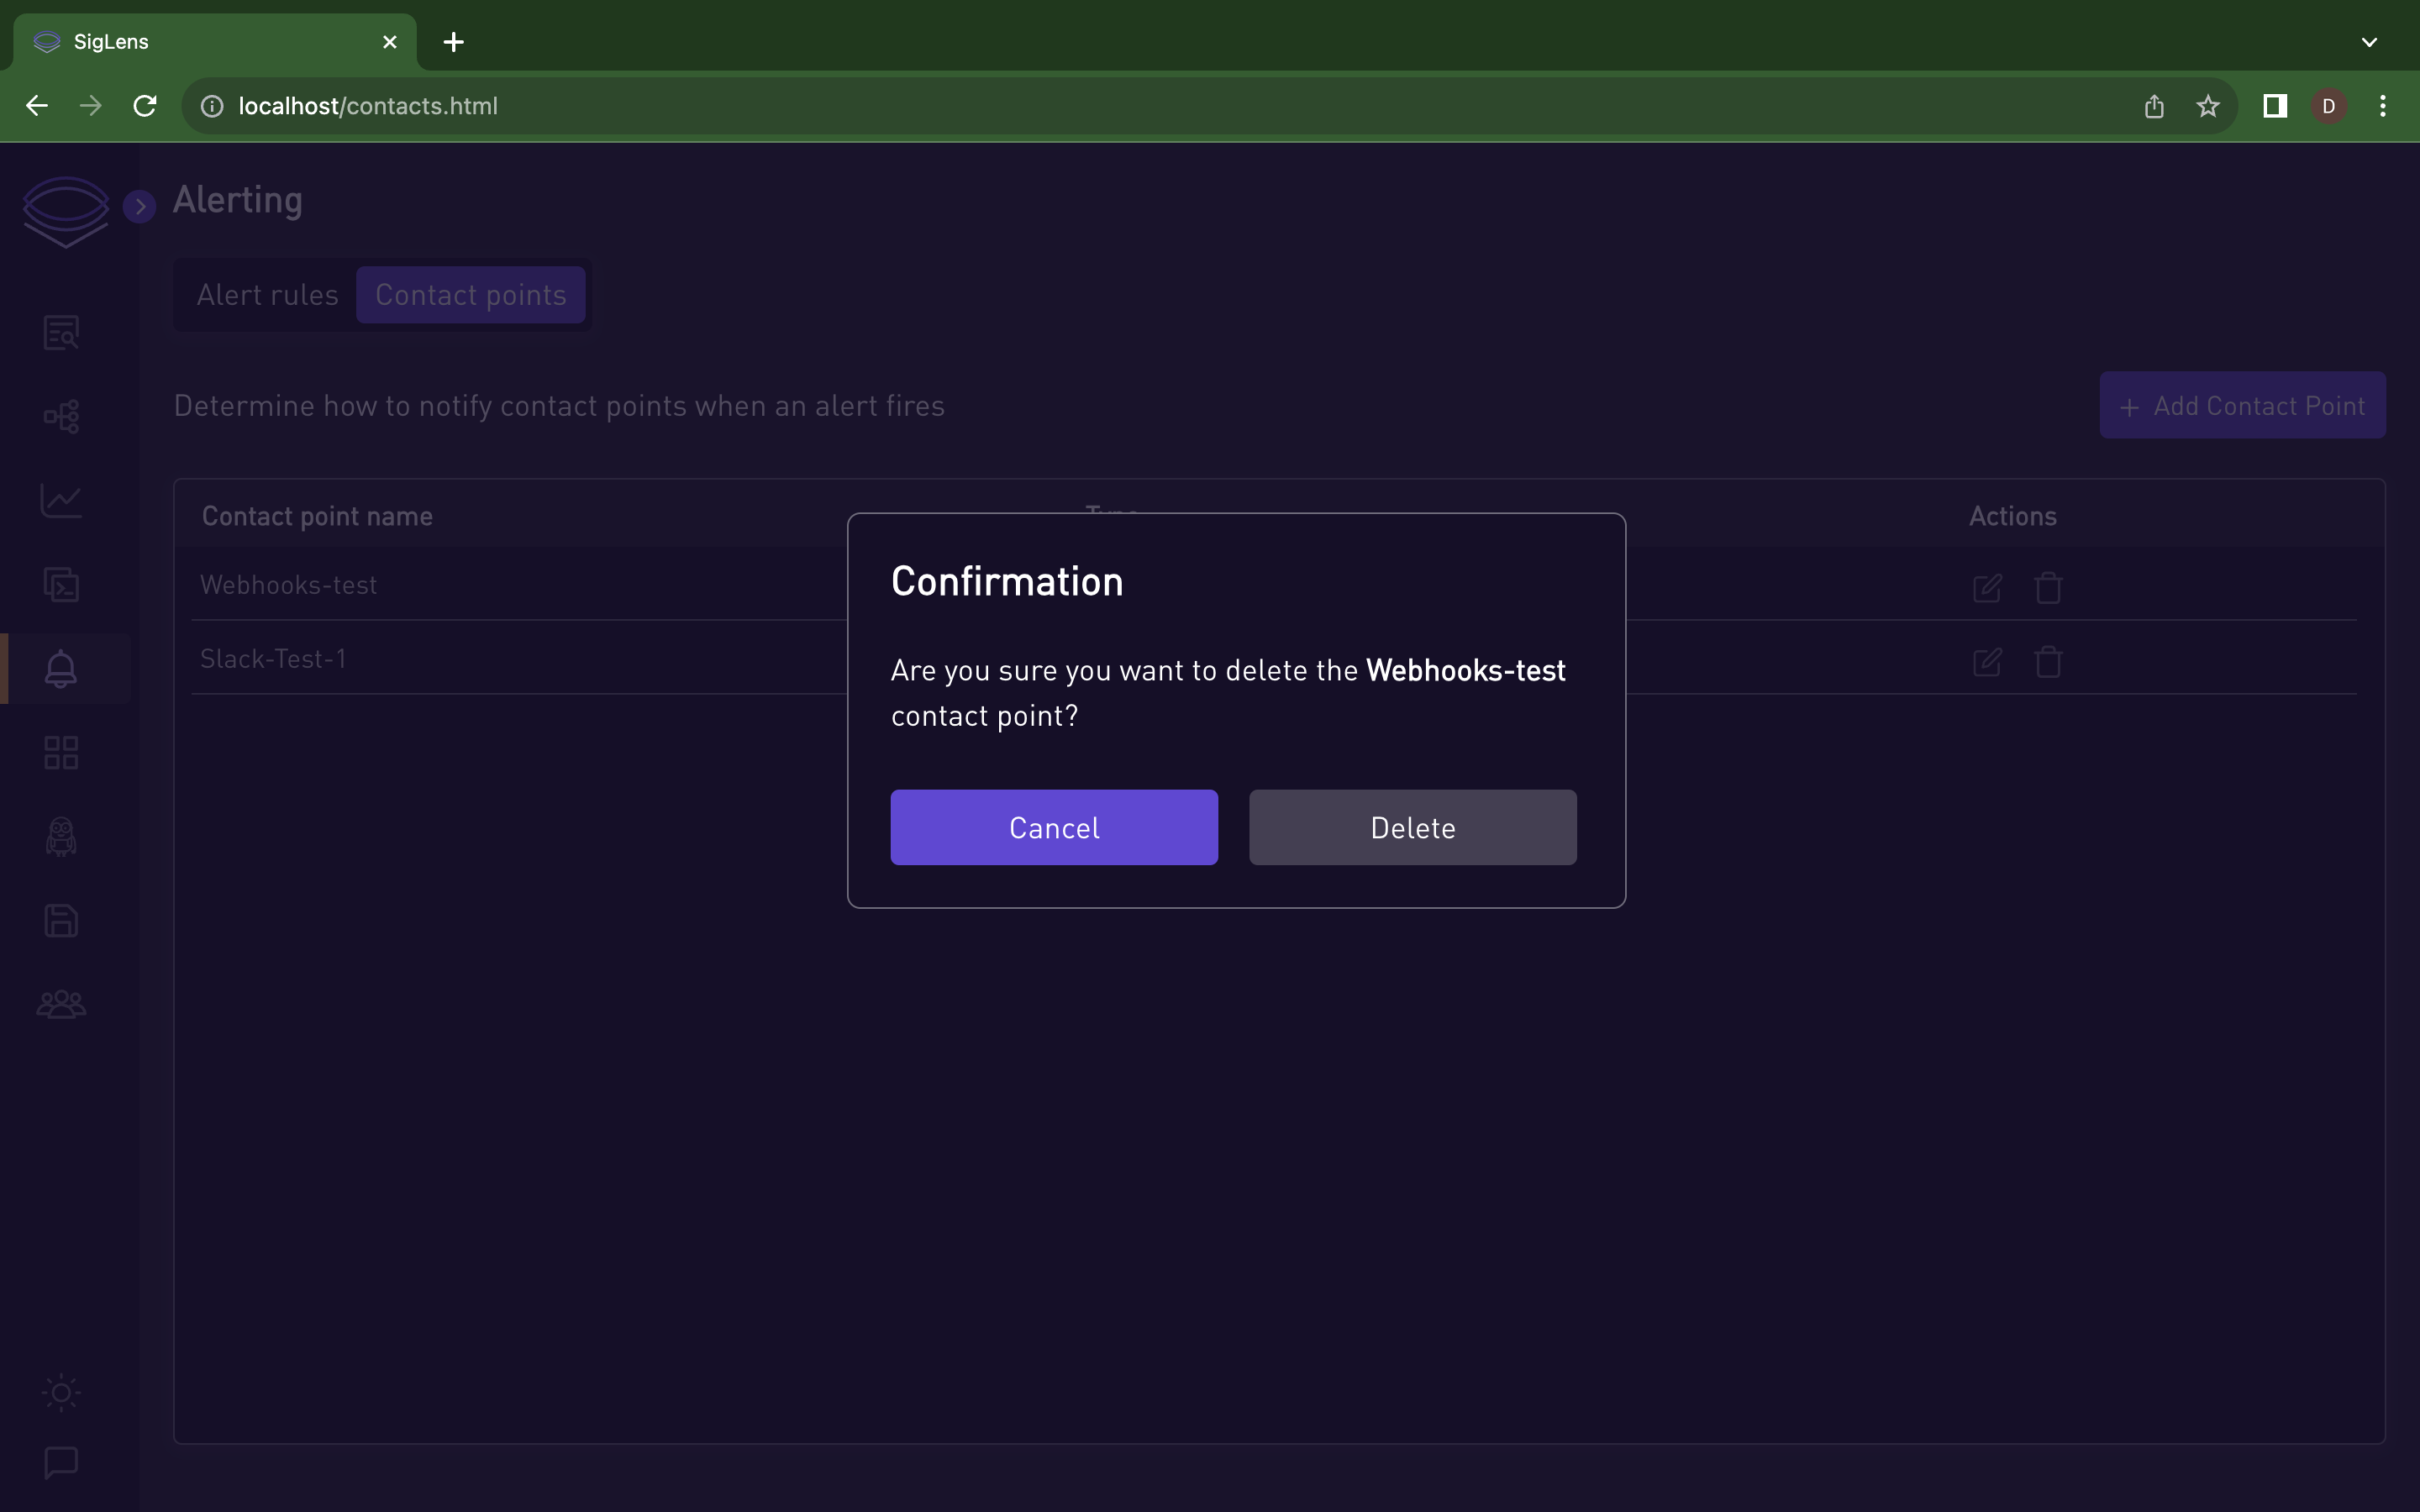 SigLens
localhost/contacts.html
D
Alerting
Alert rules
Contact points
Determine how to notify contact points when an alert fires
+ Add Contact Point
Contact point name
Type
Actions
Webhooks-test
Slack-Test-1
Confirmation
Are you sure you want to delete the Webhooks-test
contact point?
Cancel
Delete